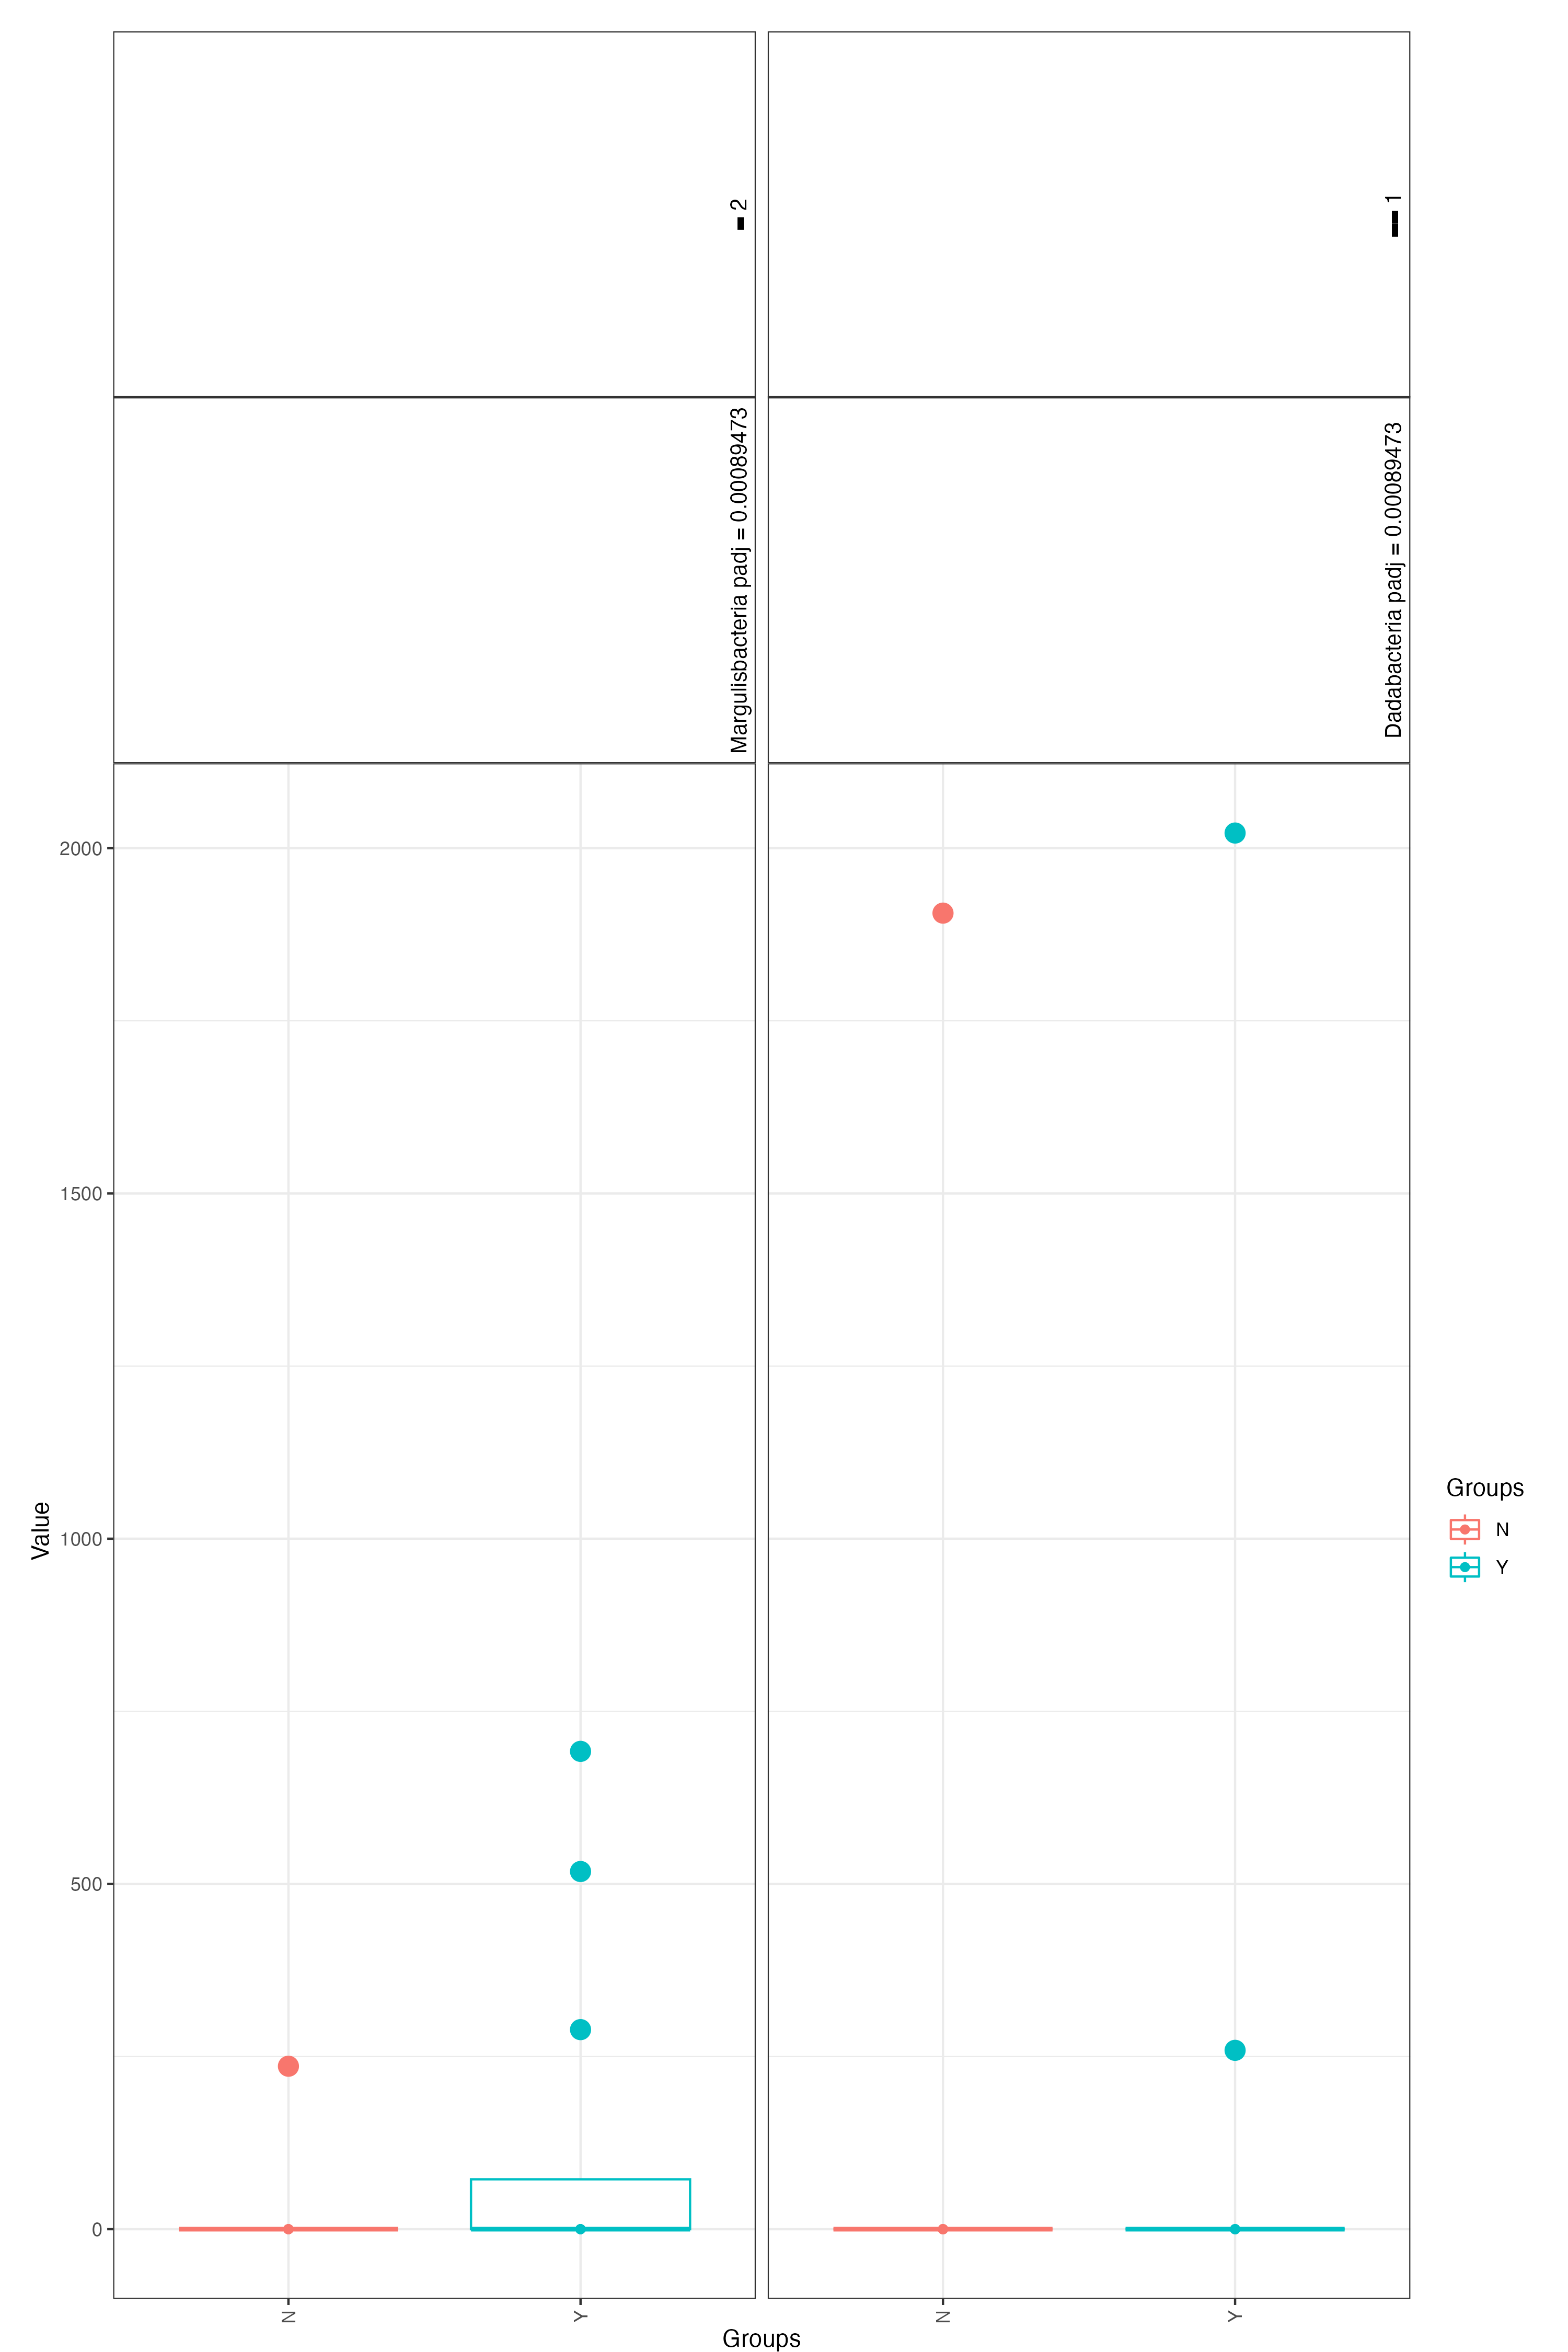 2
1
Margulisbacteria padj = 0.00089473
Dadabacteria padj = 0.00089473
2000
1500
1000
500
0
Value
N
Y
N
Y
Groups
Groups
N
Y